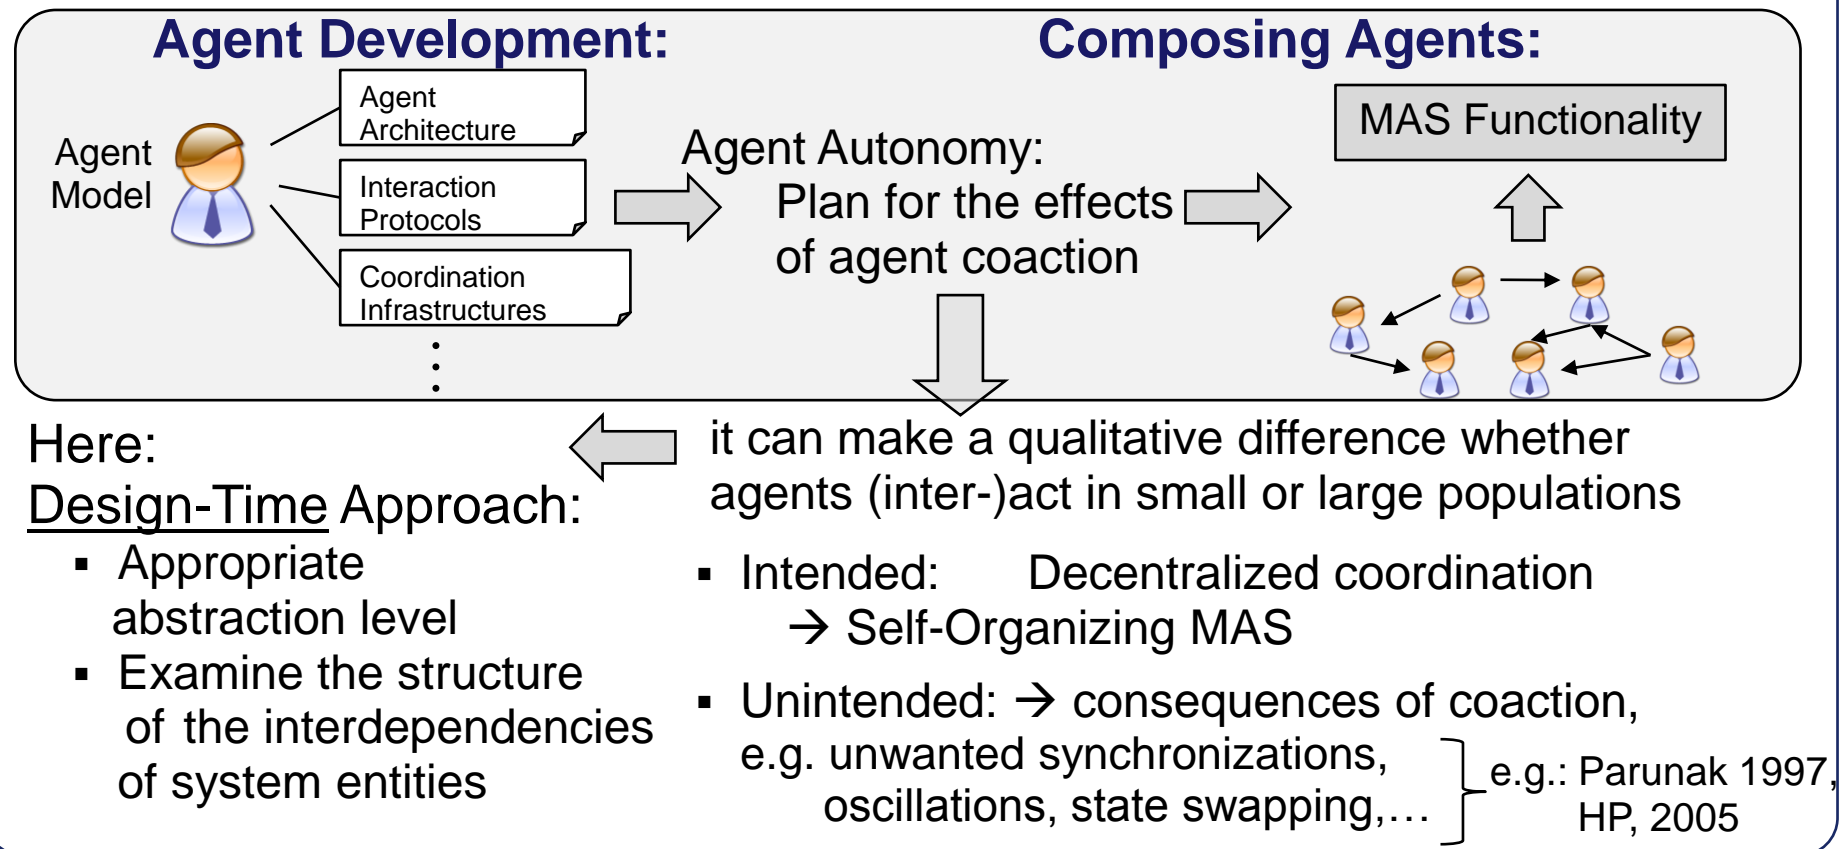 Agent Development:
Composing Agents:
Agent
Model
Agent
Architecture
Interaction
Protocols
Coordination
Infrastructures
Agent Autonomy:
Plan for the effects
of agent coaction
MAS Functionality
Here:
Design-Time Approach:
▪ Appropriate
abstraction level
▪ Examine the structure
of the interdependencies
of system entities
it can make a qualitative difference whether
agents (inter-)act in small or large populations
▪ Intended: Decentralized coordination
→ Self-Organizing MAS
▪ Unintended: → consequences of coaction,
e.g. unwanted synchronizations,
oscillations, state swapping,…
e.g.: Parunak 1997,
HP, 2005